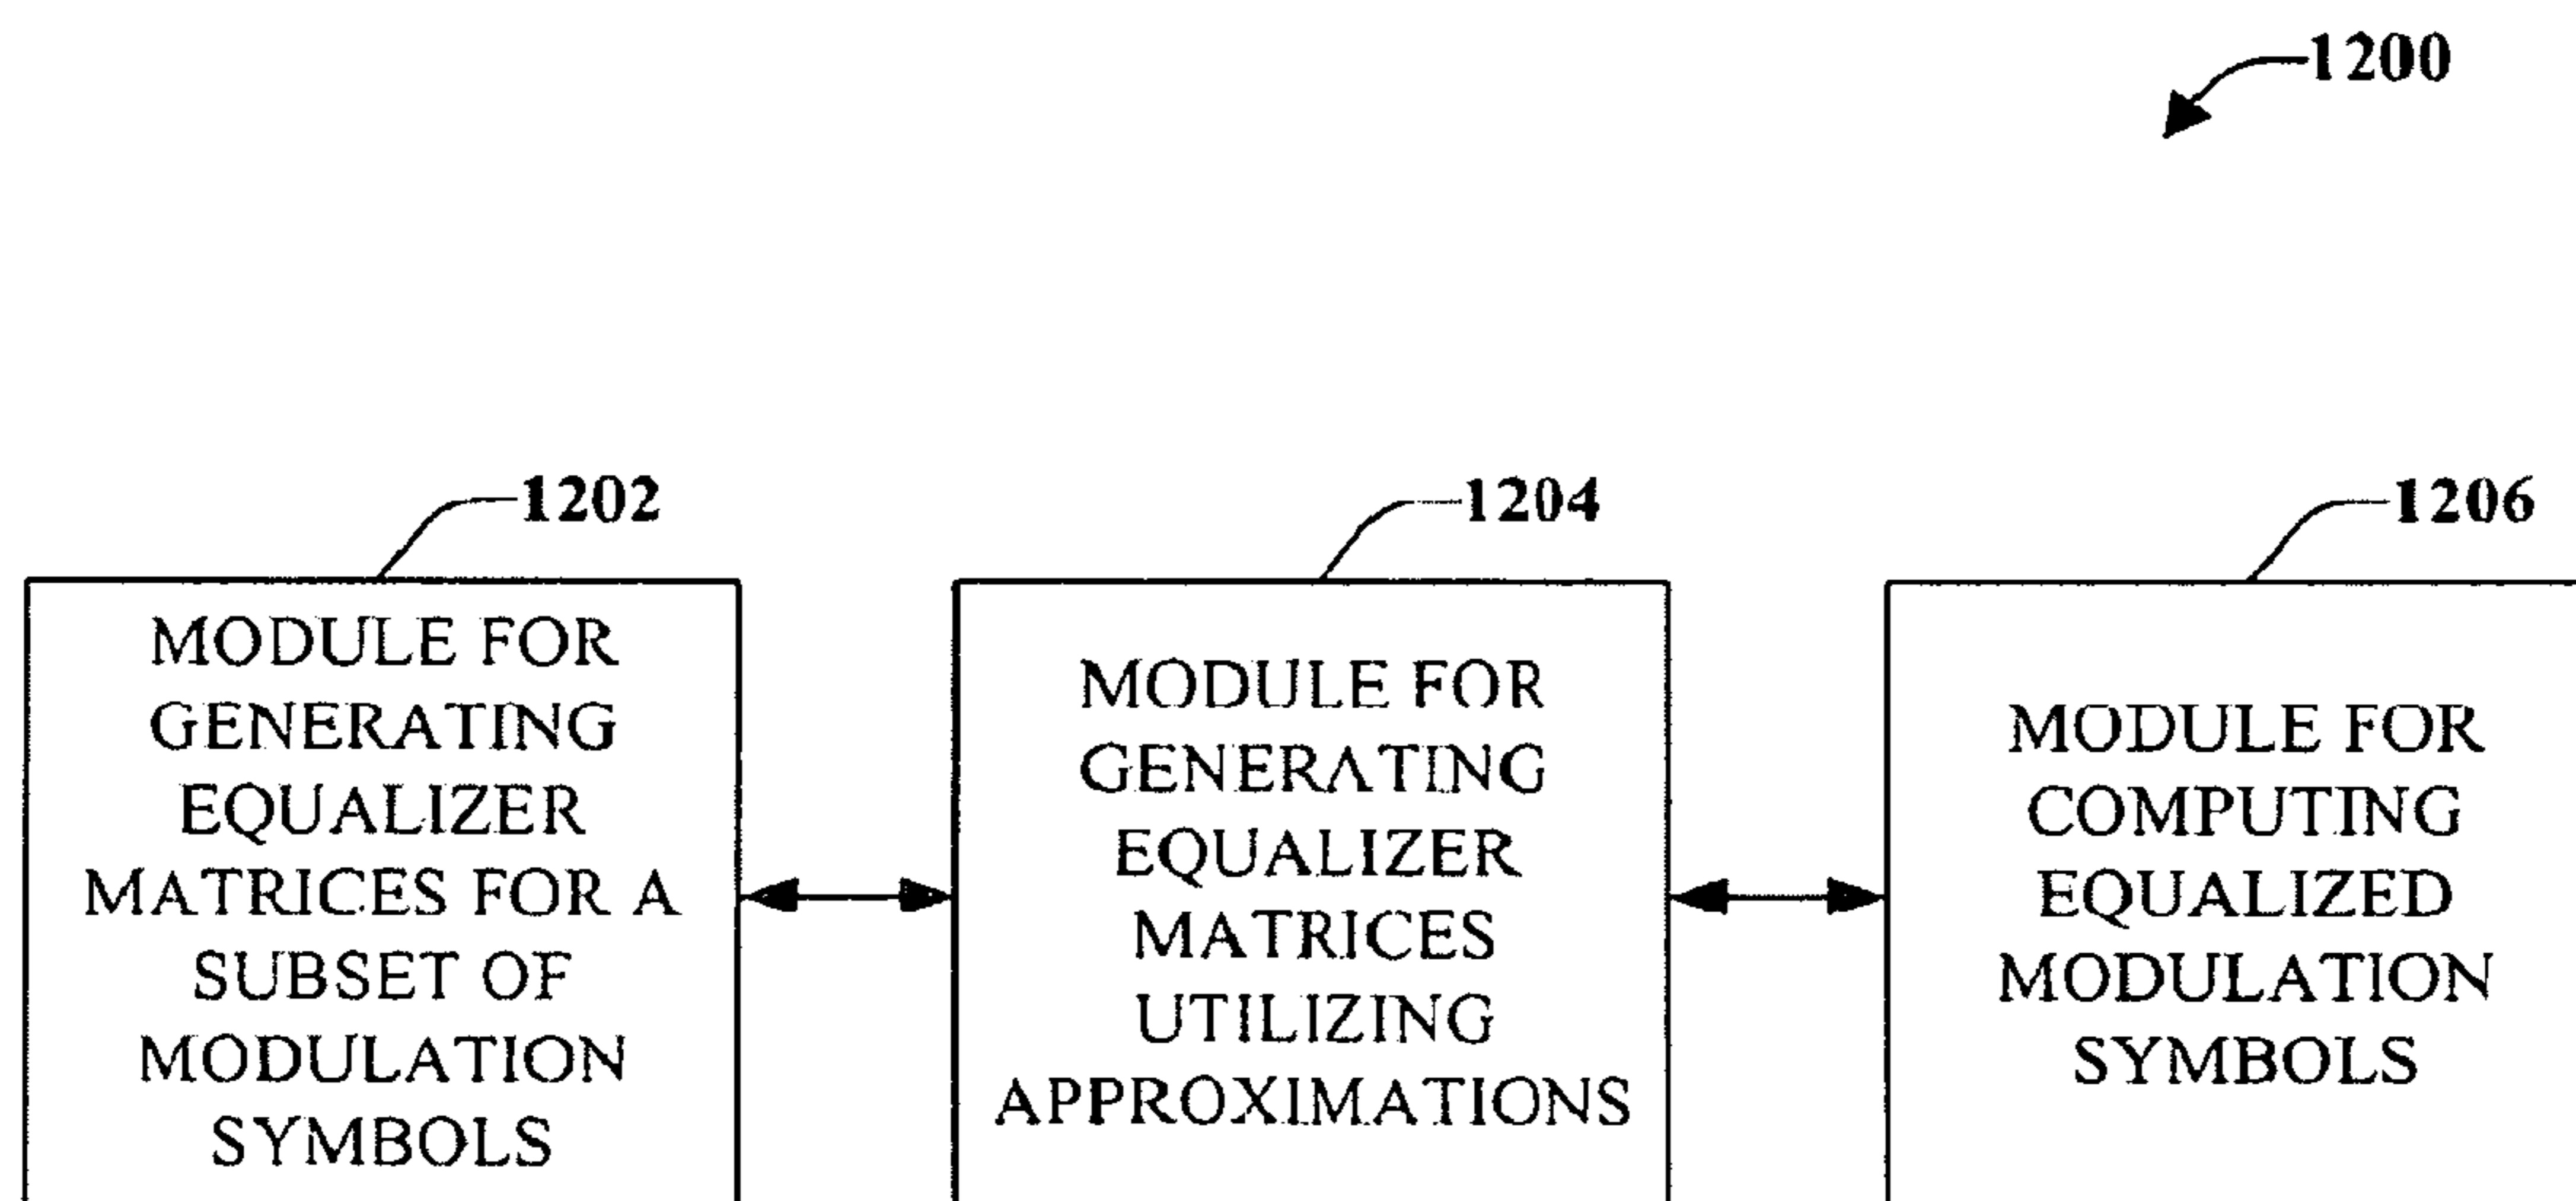 1200
1202
MODULE FOR
GENERATING
EQUALIZER
MATRICES FOR A
SUBSET OF
MODULATION
SYMBOLS
1204
MODULE FOR
GENERATING
EQUALIZER
MATRICES
UTILIZING
APPROXIMATIONS
1206
MODULE FOR
COMPUTING
EQUALIZED
MODULATION
SYMBOLS